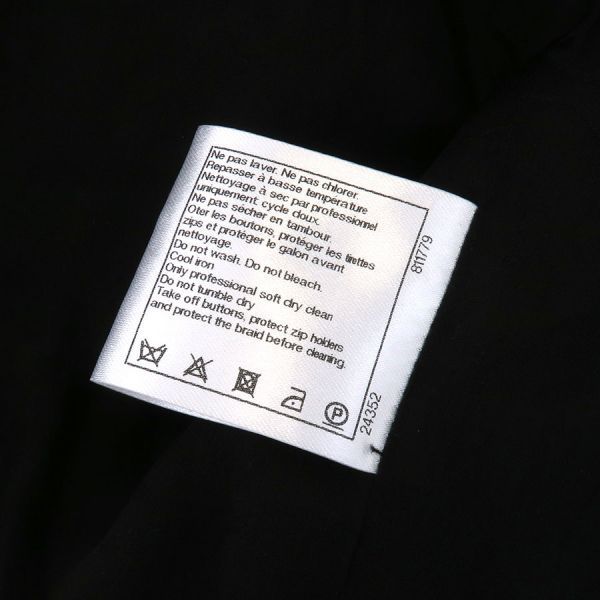 Ne pas laver. Ne pas chlorer.
Repasser à basse température
Nettoyage à sec par professionnel
uniquement: cycle doux.
Ne pas sécher en tambour.
Oter les boutons, protéger les tirettes
zips et protéger le galon avant
nettoyage.
Do not wash. Do not bleach.
Cool iron
Only professional soft dry clean
Do not tumble dry.
Take off buttons, protect zip holders
and protect the braid before cleaning.
P
24352
811779